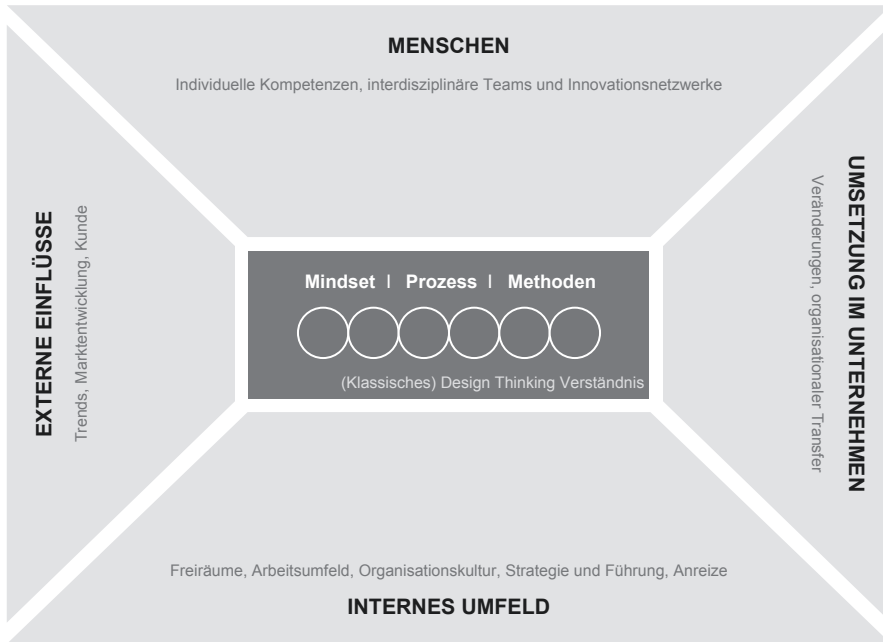 MENSCHEN
Individuelle Kompetenzen, interdisziplinäre Teams und Innovationsnetzwerke
EXTERNE EINFLÜSSE
Trends, Marktentwicklung, Kunde
Mindset | Prozess | Methoden
(Klassisches) Design Thinking Verständnis
UMSETZUNG IM UNTERNEHMEN
Veränderungen, organisationaler Transfer
Freiräume, Arbeitsumfeld, Organisationskultur, Strategie und Führung, Anreize
INTERNES UMFELD